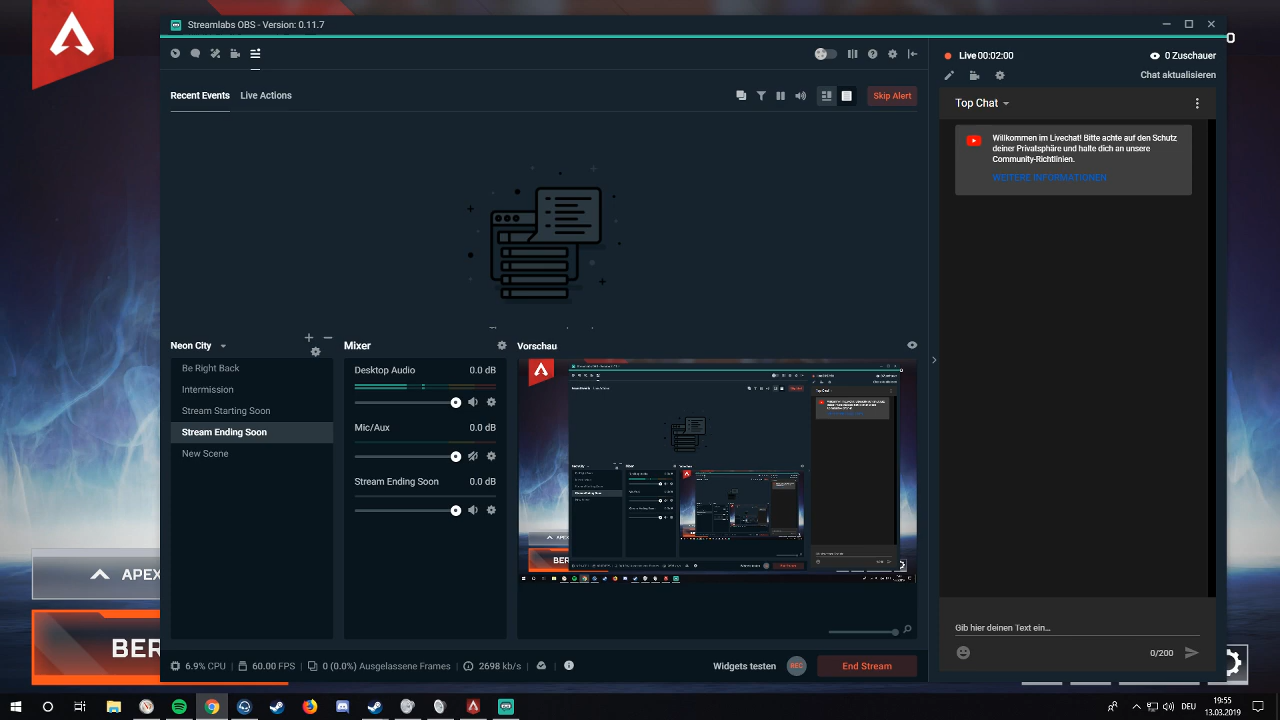 Streamlabs OBS - Version: 0.11.7
Live 00:02:00
0 Zuschauer
Chat aktualisieren
Recent Events
Live Actions
Skip Alert
Top Chat
Willkommen im Livechat! Bitte achte auf den Schutz
deiner Privatsphäre und halte dich an unsere
Community-Richtlinien.
WEITERE INFORMATIONEN
Neon City
Be Right Back
Intermission
Stream Starting Soon
Stream Ending Soon
New Scene
Mixer
Desktop Audio 0.0 dB
Mic/Aux 0.0 dB
Stream Ending Soon 0.0 dB
Vorschau
APEX
BER
Gib hier deinen Text ein...
0/200
6.9% CPU
60.00 FPS
0 (0.0%) Ausgelassene Frames
2698 kb/s
Widgets testen
REC
End Stream
DEU
19:55
13.03.2019